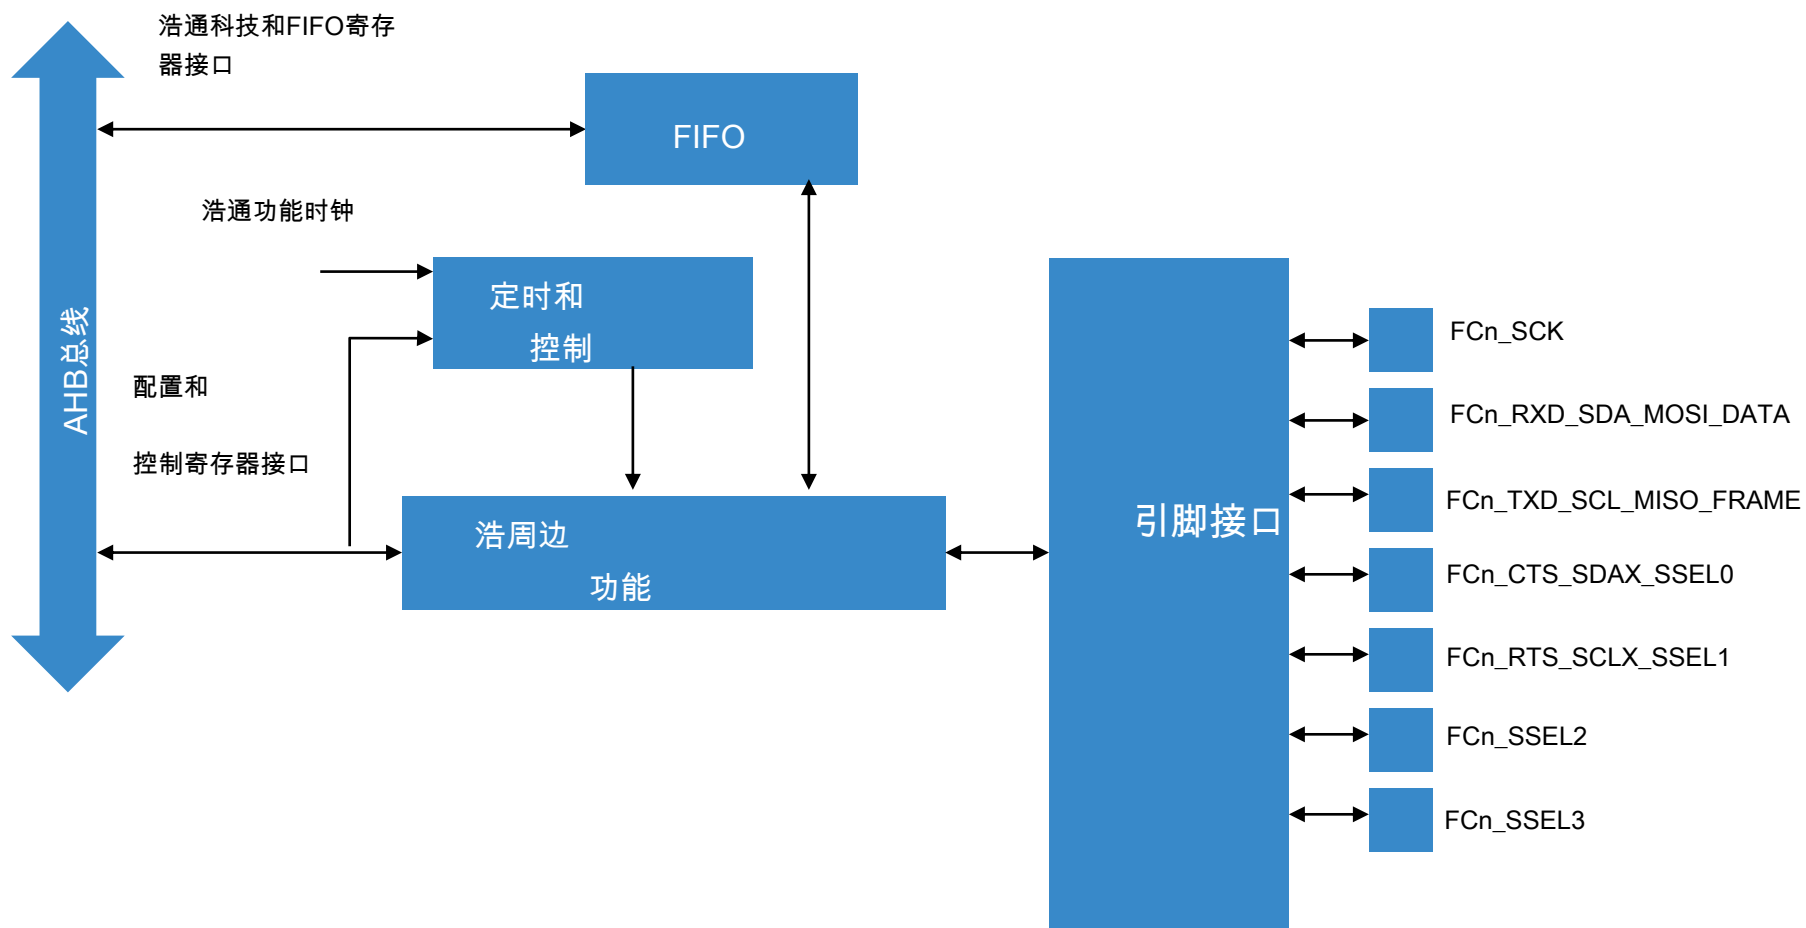 浩通科技和FIFO寄存
器接口
FIFO
浩通功能时钟
定时和
控制
AHB总线
配置和
控制寄存器接口
浩周边
功能
引脚接口
FCn_SCK
FCn_RXD_SDA_MOSI_DATA
FCn_TXD_SCL_MISO_FRAME
FCn_CTS_SDAX_SSEL0
FCn_RTS_SCLX_SSEL1
FCn_SSEL2
FCn_SSEL3